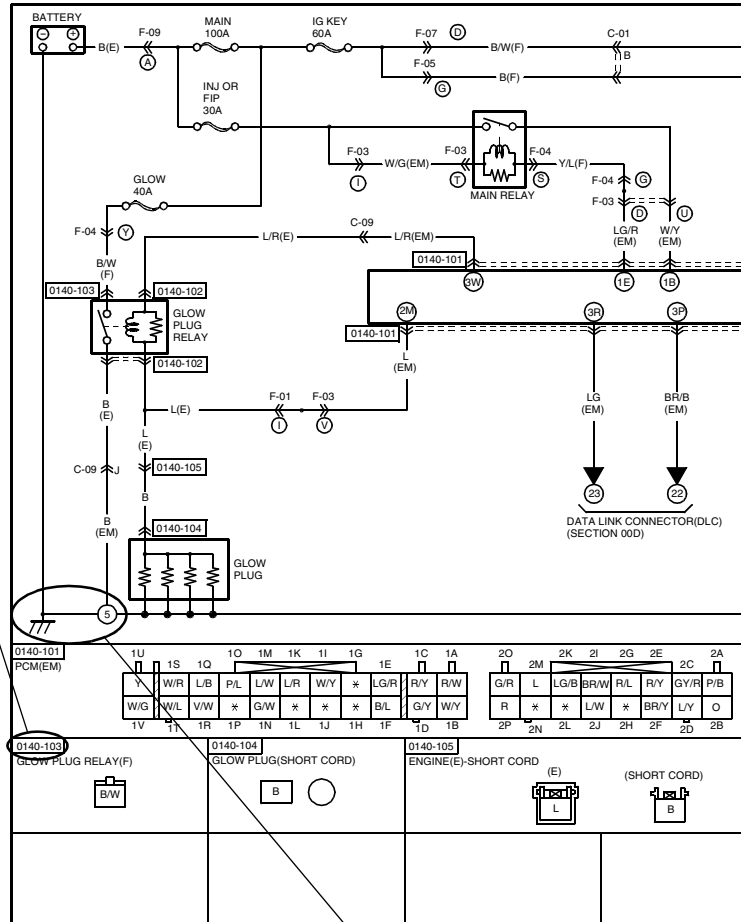 BATTERY
− +
B(E)
F-09
A
MAIN
100A
IG KEY
60A
F-07 D
B/W(F)
C-01
B
F-05
G
B(F)
INJ OR
FIP
30A
F-03
I
W/G(EM)
F-03
T
F-04
S
Y/L(F)
MAIN RELAY
F-04 G
F-03 D
U
GLOW
40A
F-04 Y
L/R(E)
C-09
L/R(EM)
LG/R
(EM)
W/Y
(EM)
B/W
(F)
0140-101
3W
1E
1B
0140-103
0140-102
GLOW
PLUG
RELAY
2M
3R
3P
0140-101
0140-102
L
(EM)
B
(E)
L(E)
F-01
I
F-03
V
LG
(EM)
BR/B
(EM)
L
(E)
C-09 J
0140-105
B
23
22
B
(EM)
0140-104
DATA LINK CONNECTOR(DLC)
(SECTION 00D)
GLOW
PLUG
5
0140-101
PCM(EM)
1U 1S 1Q 1O 1M 1K 1I 1G 1E 1C 1A
Y W/R L/B P/L L/W L/R W/Y * LG/R R/Y R/W
W/G W/L V/W * G/W * * * B/L G/Y W/Y
1V 1T 1R 1P 1N 1L 1J 1H 1F 1D 1B
2O 2M 2K 2I 2G 2E 2C 2A
G/R L LG/B BR/W R/L R/Y GY/R P/B
R * * L/W * BR/Y L/Y O
2P 2N 2L 2J 2H 2F 2D 2B
0140-103
GLOW PLUG RELAY(F)
B/W
0140-104
GLOW PLUG(SHORT CORD)
B
0140-105
ENGINE(E)-SHORT CORD
(E)
L
(SHORT CORD)
B